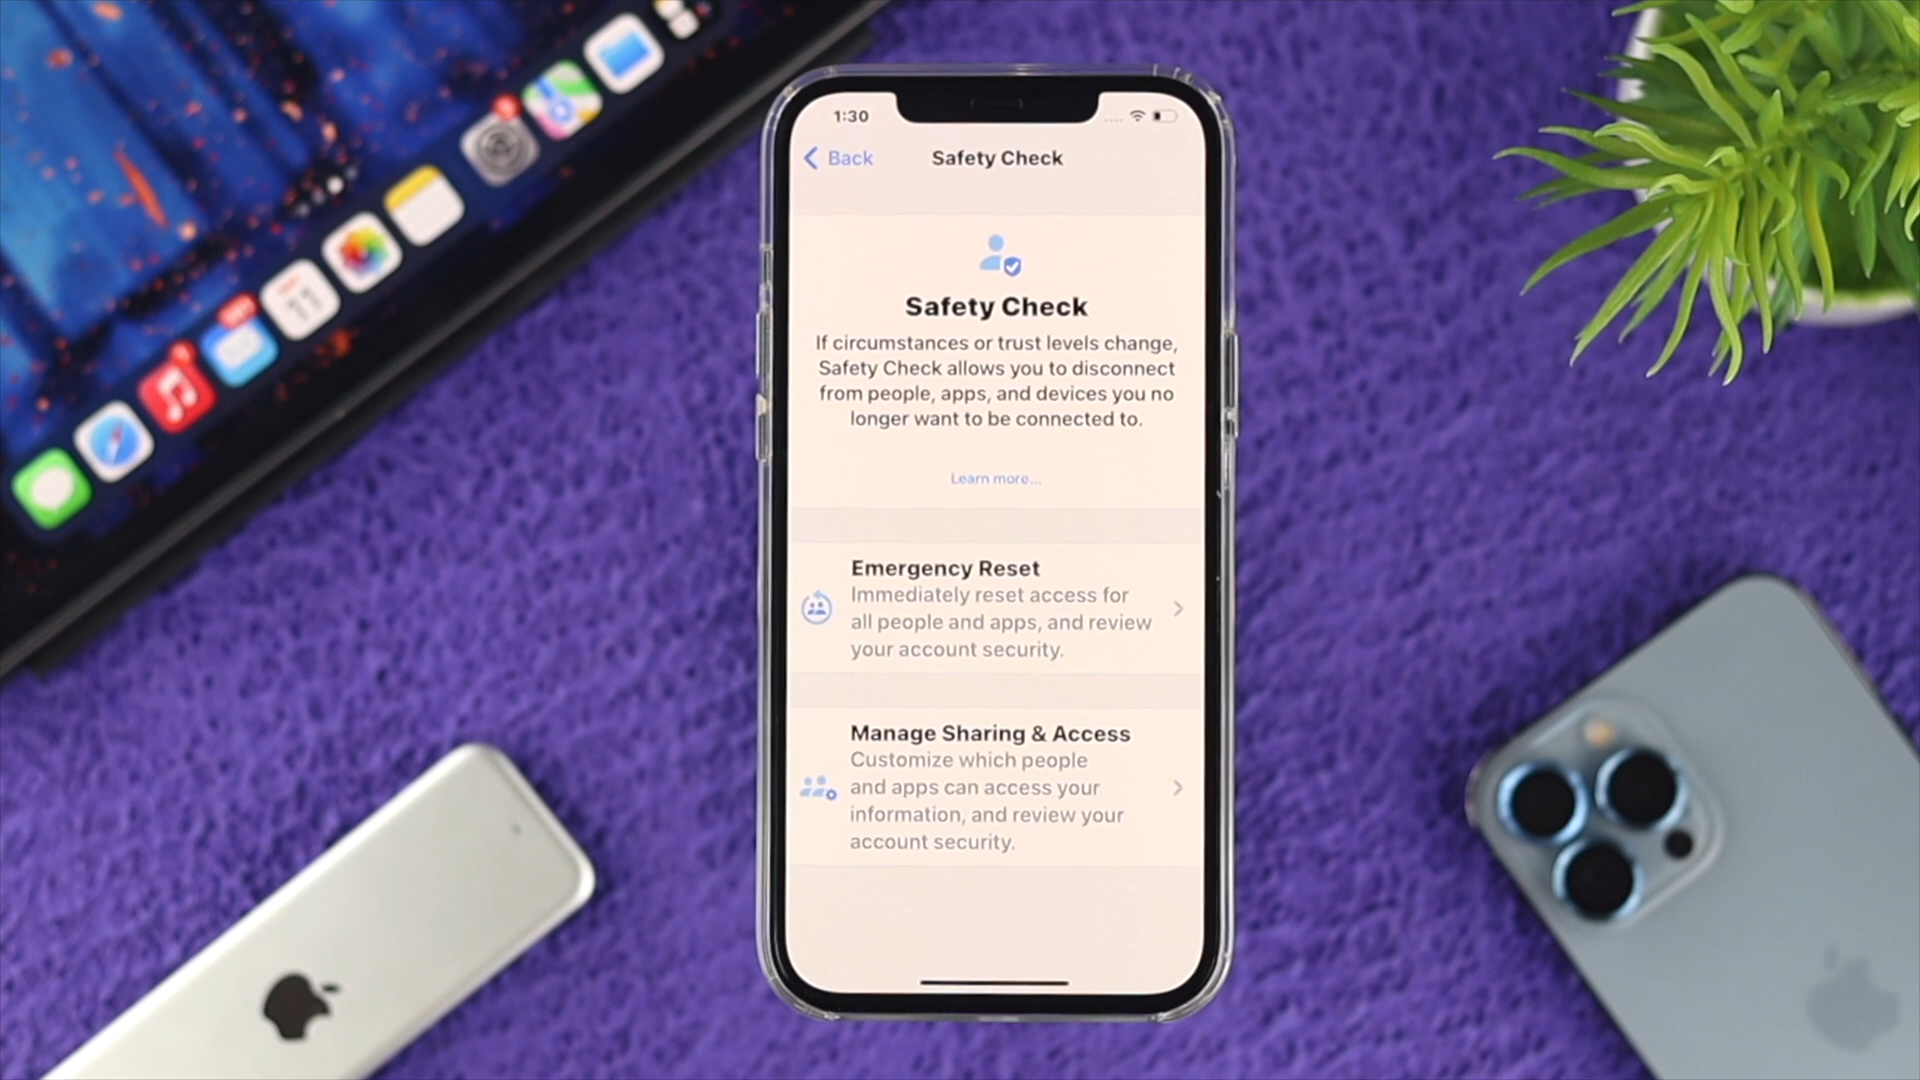 1:30
Back
Safety Check
Safety Check
If circumstances or trust levels change,
Safety Check allows you to disconnect
from people, apps, and devices you no
longer want to be connected to.
Learn more...
Emergency Reset
Immediately reset access for
all people and apps, and review
your account security.
Manage Sharing & Access
Customize which people
and apps can access your
information, and review your
account security.
11